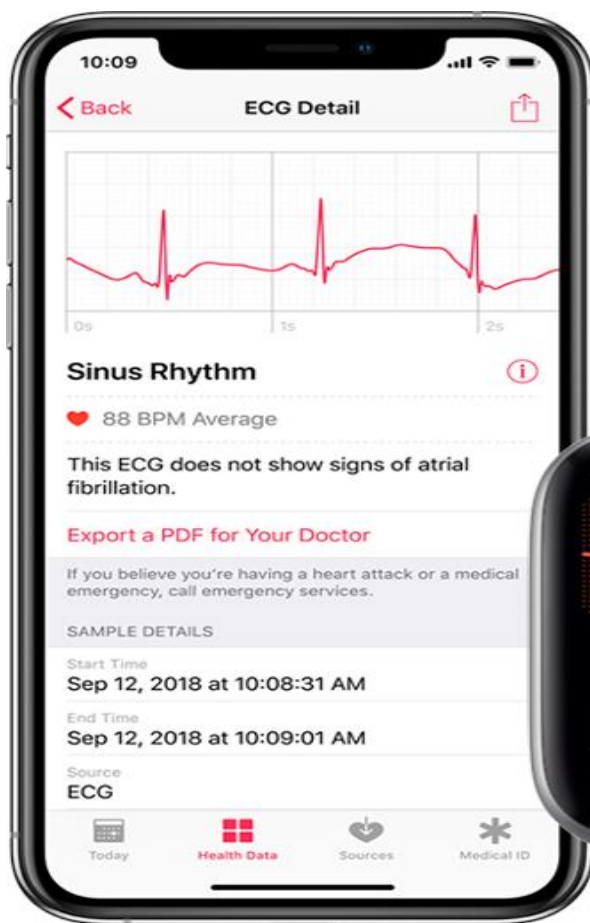 10:09
Back
ECG Detail
0s
1s
2s
Sinus Rhythm
88 BPM Average
This ECG does not show signs of atrial
fibrillation.
Export a PDF for Your Doctor
If you believe you're having a heart attack or a medical
emergency, call emergency services.
SAMPLE DETAILS
Start Time
Sep 12, 2018 at 10:08:31 AM
End Time
Sep 12, 2018 at 10:09:01 AM
Source
ECG
Today
Health Data
Sources
Medical ID